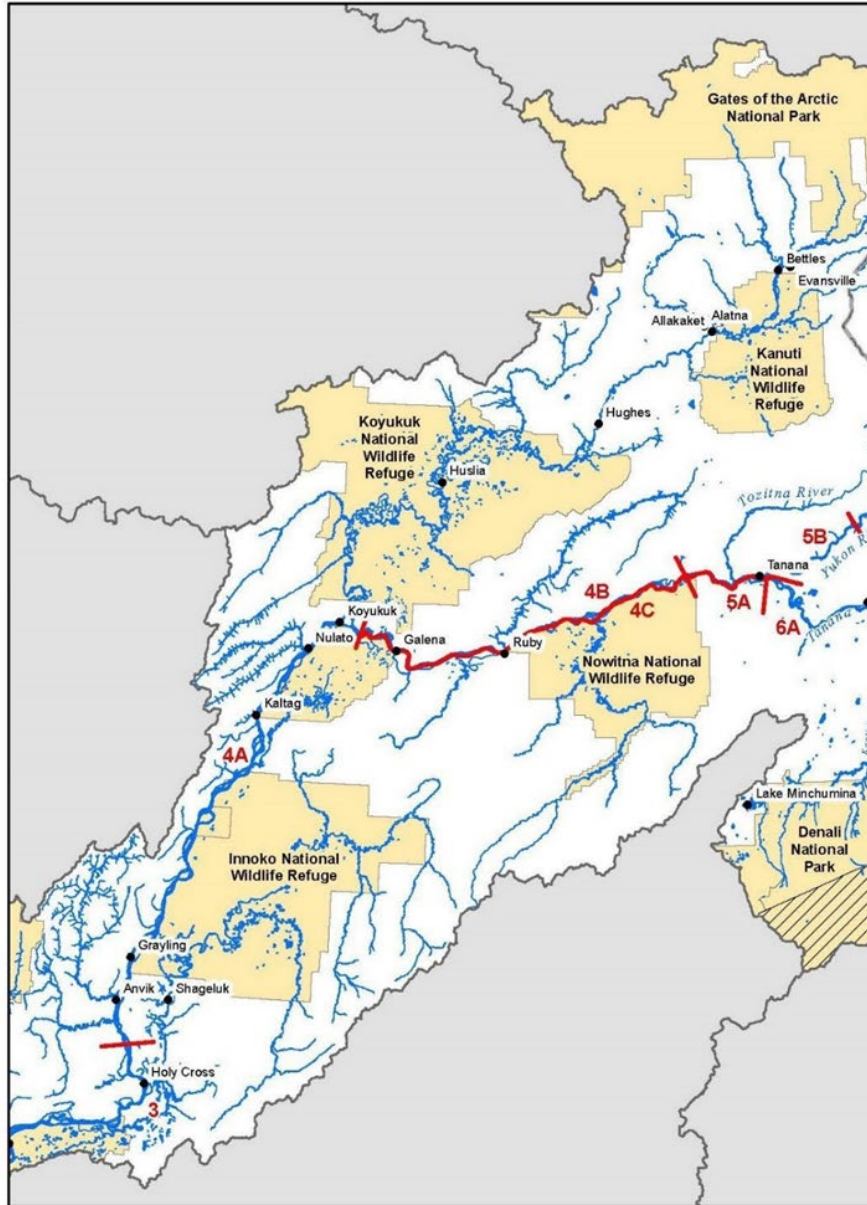 Gates of the Arctic
National Park
Bettles
Evansville
Allakaket
Alatna
Kanuti
National
Wildlife
Refuge
Koyukuk
National
Wildlife
Refuge
Hughes
Huslia
Tozitna River
5B
Yukon R
Tanana
4B
4C
5A
6A
Tanana
Koyukuk
Nulato
Galena
Ruby
Nowitna National
Wildlife Refuge
Kaltag
4A
Lake Minchumina
Denali
National
Park
Innoko National
Wildlife Refuge
Grayling
Anvik
Shageluk
Holy Cross
3